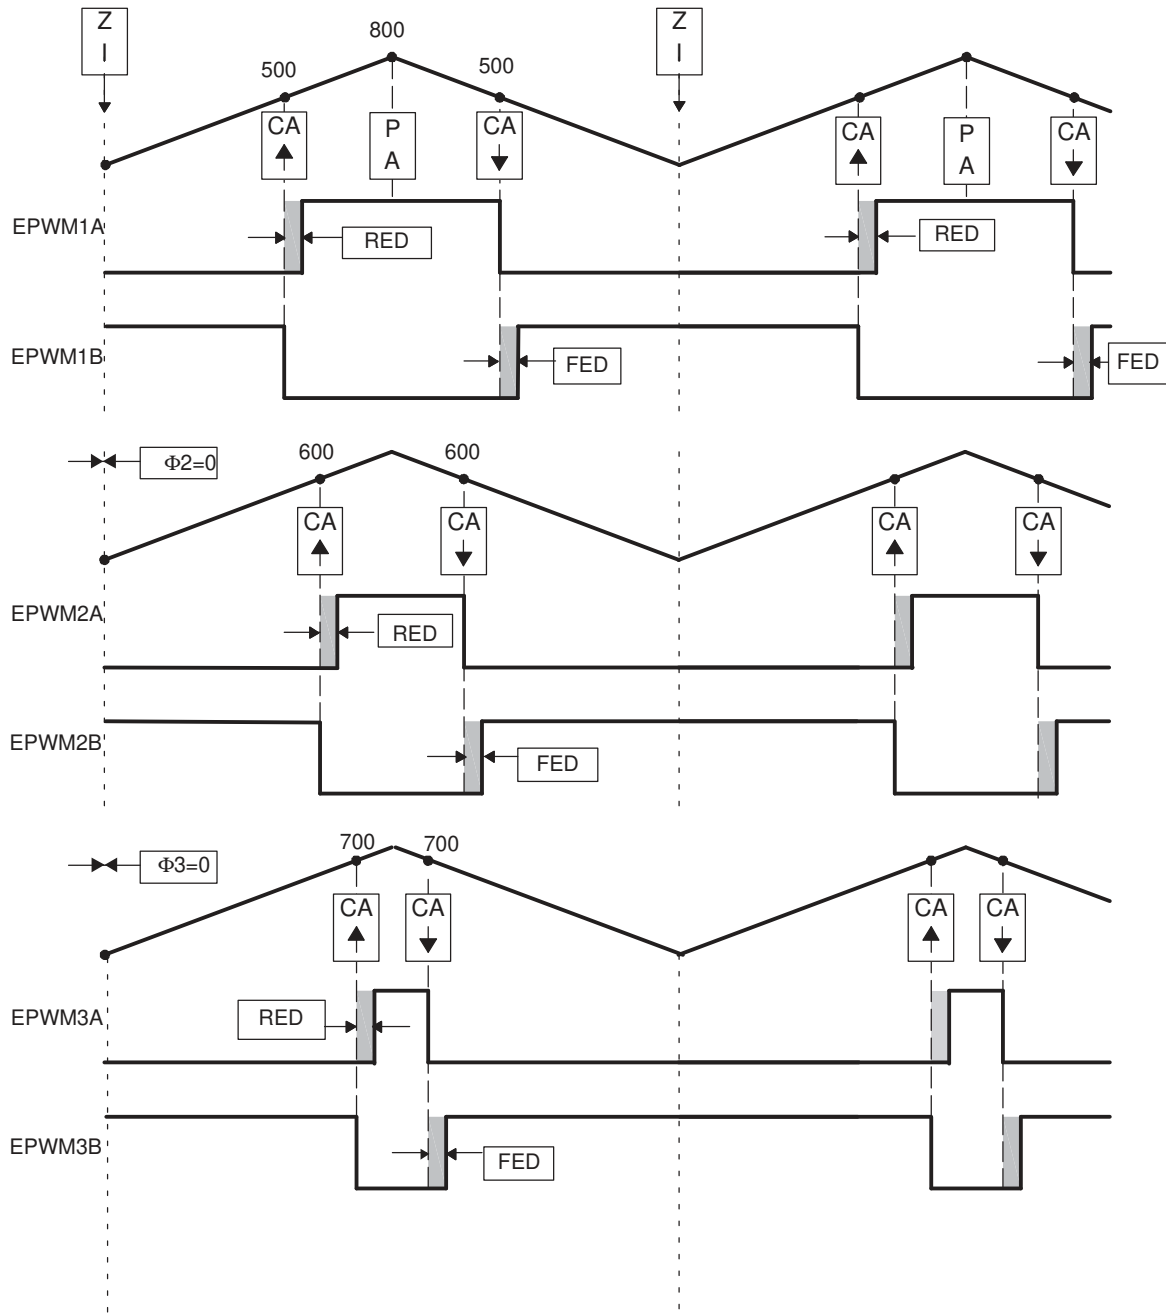 Z
I
Z
I
800
500
500
CA
P
A
CA
CA
P
A
CA
EPWM1A
RED
RED
EPWM1B
FED
FED
Φ2=0
600
600
CA
CA
CA
CA
EPWM2A
RED
EPWM2B
FED
Φ3=0
700
700
CA
CA
CA
CA
EPWM3A
RED
EPWM3B
FED